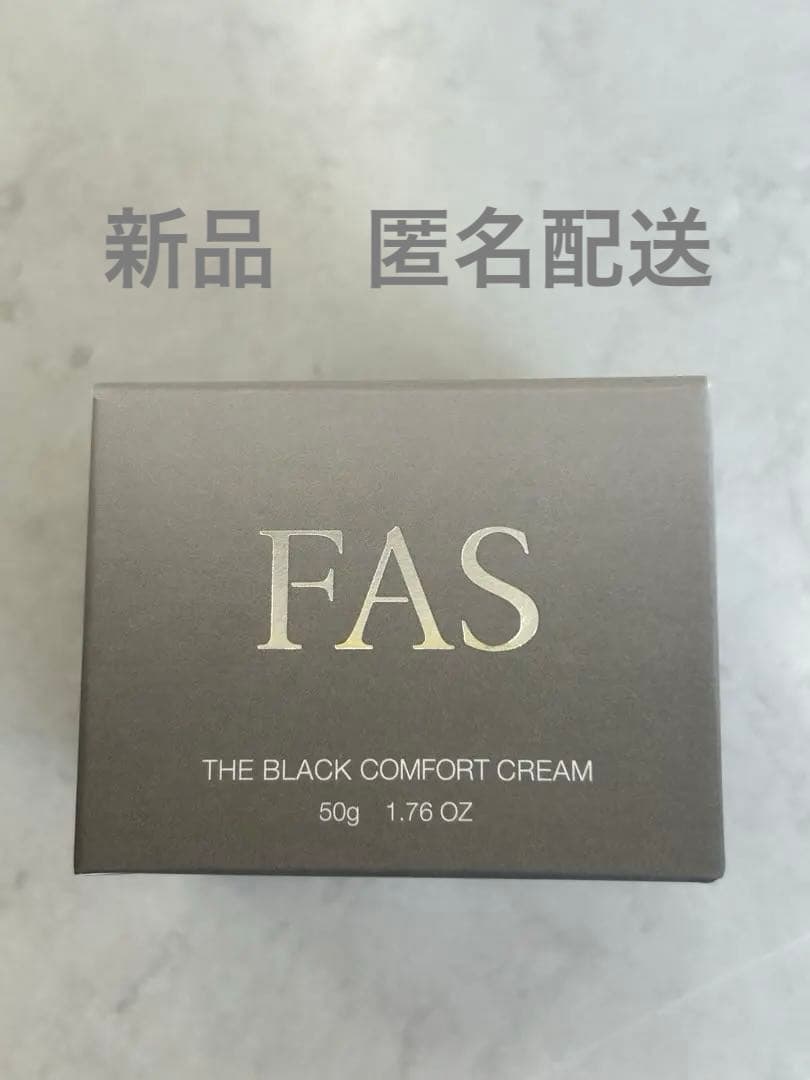 新品　匿名配送
FAS
THE BLACK COMFORT CREAM
50g 1.76 OZ